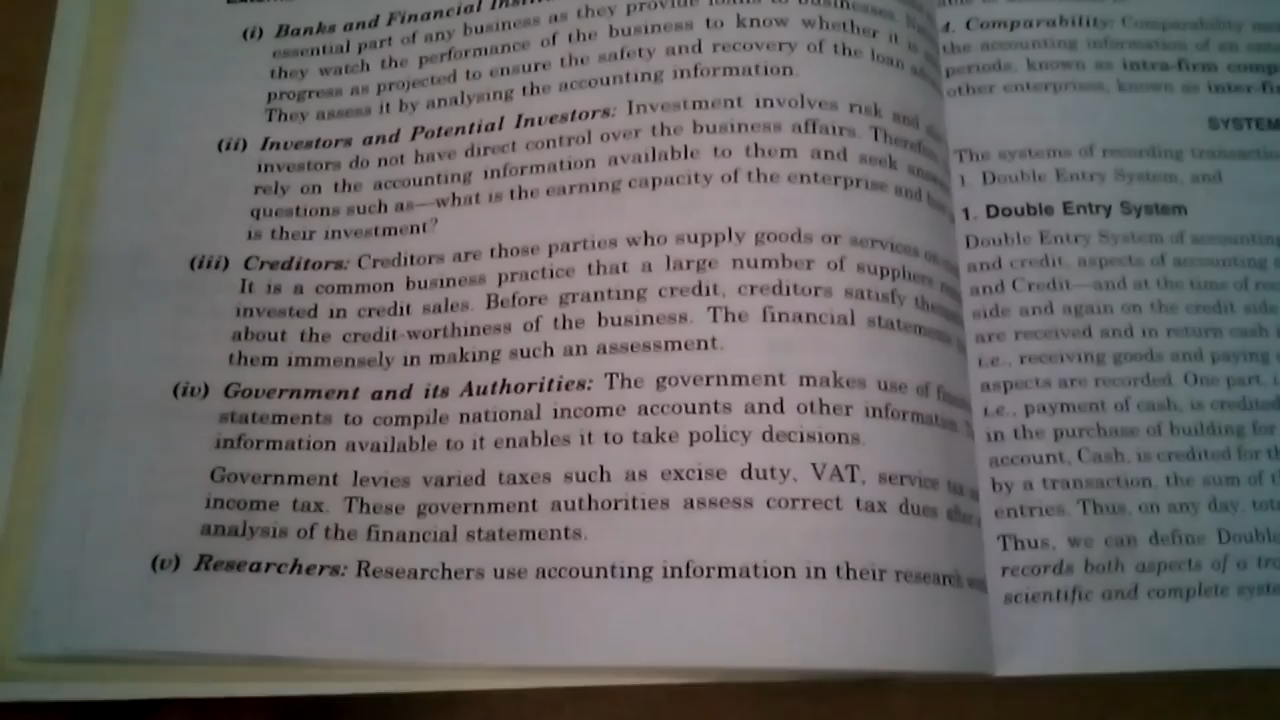 (i) Banks and Financial
essential part of any business as they provide loans to businesses.
they watch the performance of the business to know whether it is
progress as projected to ensure the safety and recovery of the loan
They assess it by analysing the accounting information.
(ii) Investors and Potential Investors: Investment involves risk and
investors do not have direct control over the business affairs.
rely on the accounting information available to them and seek
questions such as—what is the earning capacity of the enterprise and
is their investment?
(iii) Creditors: Creditors are those parties who supply goods or services
It is a common business practice that a large number of suppliers
invested in credit sales. Before granting credit, creditors satisfy
about the credit-worthiness of the business. The financial
them immensely in making such an assessment.
(iv) Government and its Authorities: The government makes use of
statements to compile national income accounts and other
information available to it enables it to take policy decisions.
Government levies varied taxes such as excise duty, VAT, service
income tax. These government authorities assess correct tax dues
analysis of the financial statements.
(v) Researchers: Researchers use accounting information in their research
4. Comparability: Comparability
the accounting information of an
periods, known as intra-firm
other enterprises, known as
SYSTEM
The systems of recording
1. Double Entry System, and
1. Double Entry System
Double Entry System of
and credit, aspects of accounting
and Credit—and at the time of
side and again on the credit side
are received and in return cash
i.e., receiving goods and paying
aspects are recorded. One part,
i.e., payment of cash, is credited
in the purchase of building for
account, Cash, is credited for
by a transaction, the sum of
entries. Thus, on any day,
Thus, we can define Double
records both aspects of a
scientific and complete